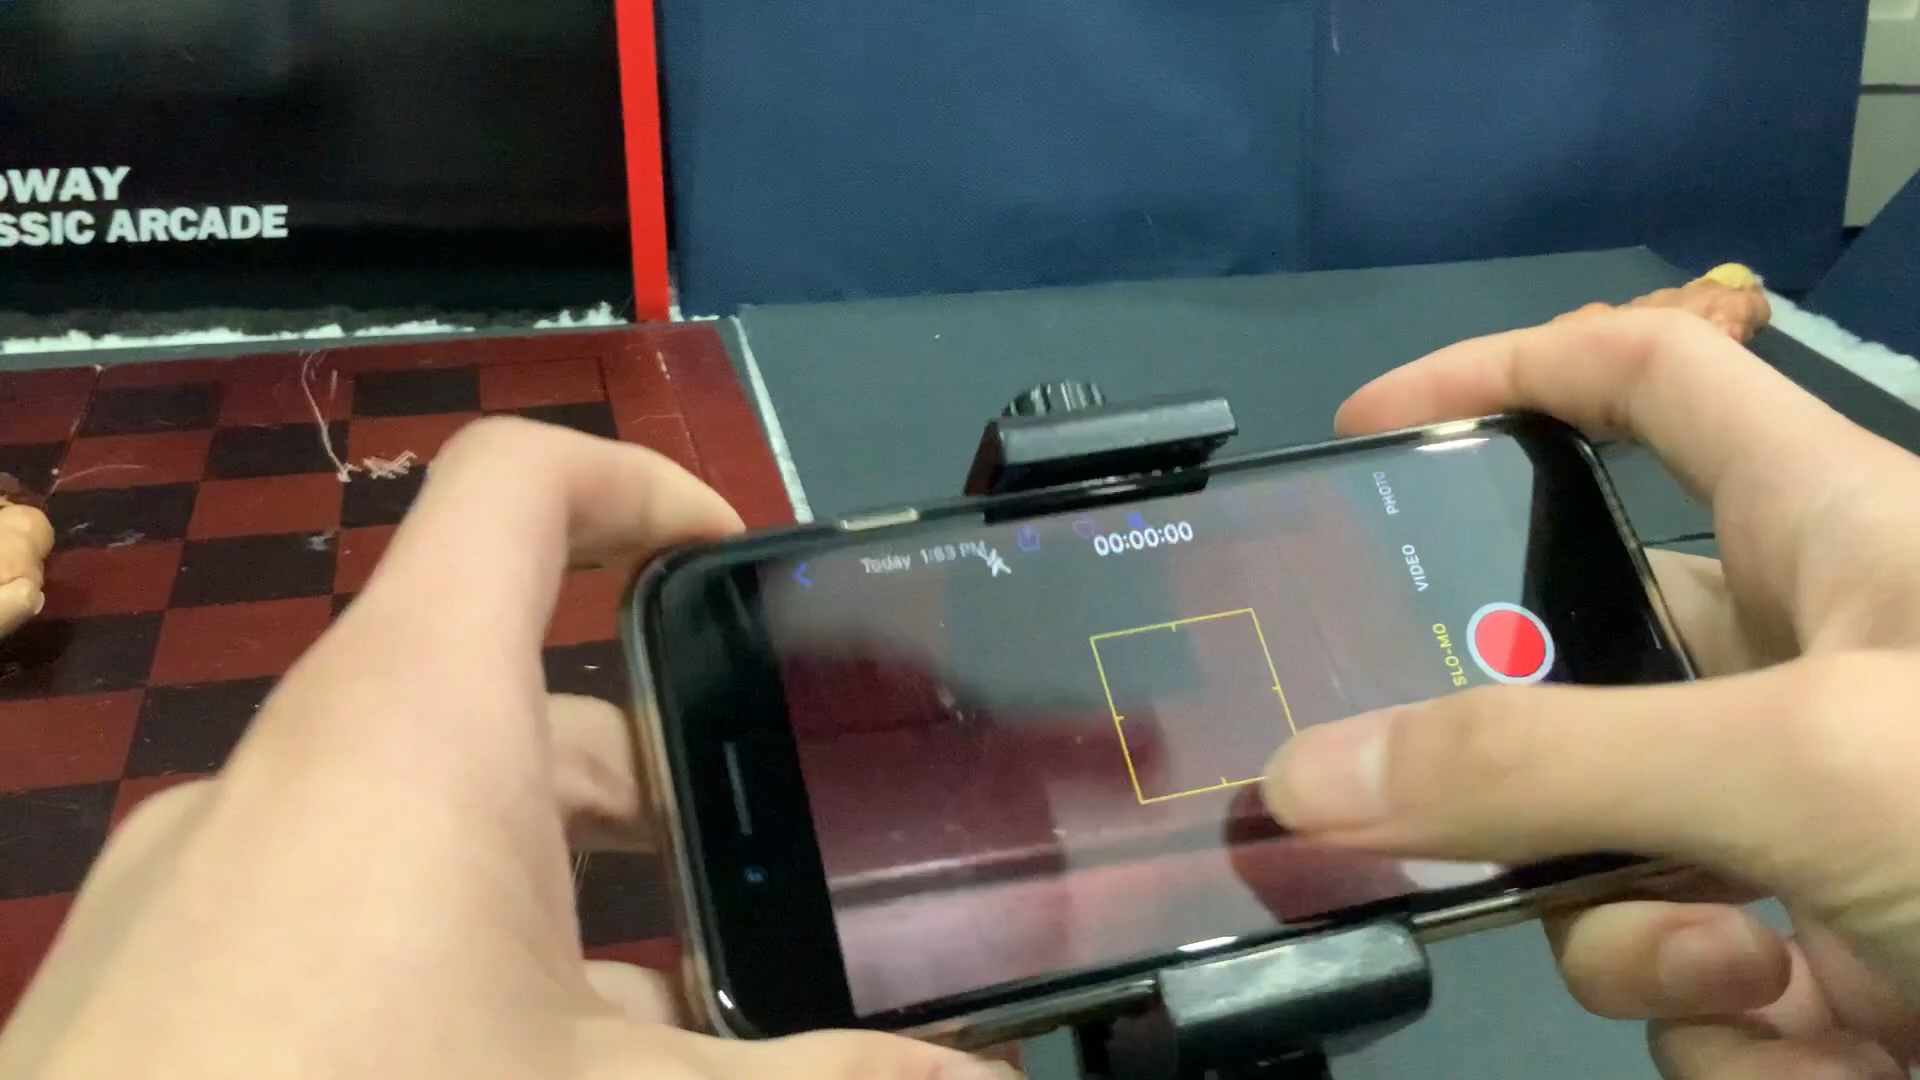 OWAY
SSIC ARCADE
Today
00:00:00
PHOTO
VIDEO
SLO-MO